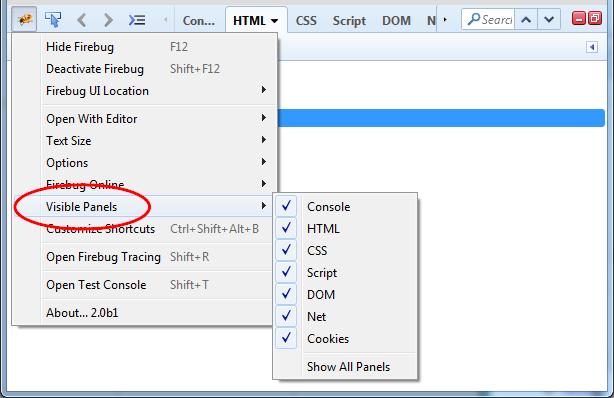 Con... HTML CSS Script DOM N Search
Hide Firebug F12
Deactivate Firebug Shift+F12
Firebug UI Location
Open With Editor
Text Size
Options
Firebug Online
Visible Panels
Customize Shortcuts Ctrl+Shift+Alt+B
Open Firebug Tracing Shift+R
Open Test Console Shift+T
About... 2.0b1
Console
HTML
CSS
Script
DOM
Net
Cookies
Show All Panels